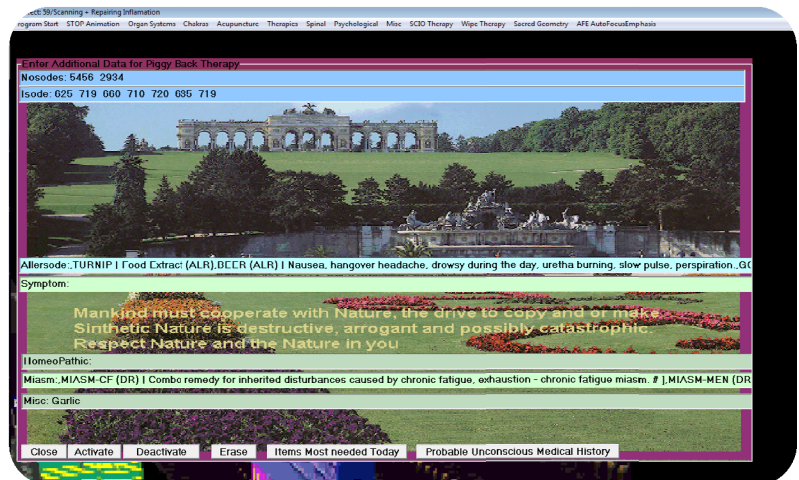 ect: 59/Scanning + Repairing Inflamation
rogram Start STOP Animation Organ Systems Chakras Acupuncture Therapies Spinal Psychological Misc SCIO Therapy Wipe Therapy Sacred Geometry AFE AutoFocusEmphasis
Enter Additional Data for Piggy Back Therapy
Nosodes: 5456 2934
Isode: 625 719 660 710 720 635 719
Allersode:,TURNIP | Food Extract (ALR),BEER (ALR) | Nausea, hangover headache, drowsy during the day, uretha burning, slow pulse, perspiration.,GO
Symptom:
Mankind must cooperate with Nature, the drive to copy and or make
Sinthetic Nature is destructive, arrogant and possibly catastrophic.
Respect Nature and the Nature in you
HomeoPathic:
Miasm:,MIASM-CF (DR) | Combo remedy for inherited disturbances caused by chronic fatigue, exhaustion - chronic fatigue miasm. # ],MIASM-MEN (DR
Misc: Garlic
Close Activate Deactivate Erase Items Most needed Today Probable Unconscious Medical History